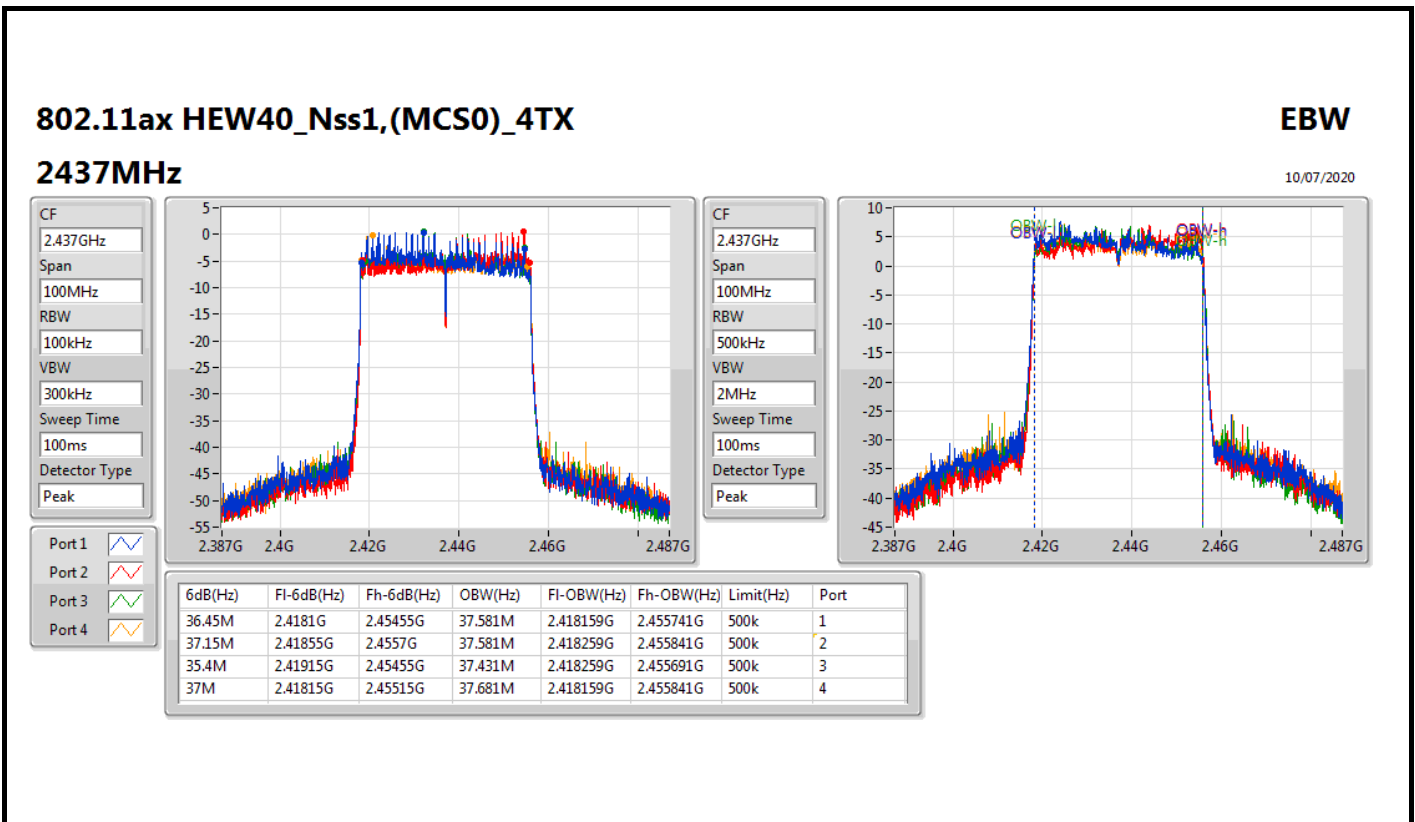 802.11ax HEW40_Nss1,(MCS0)_4TX
EBW
2437MHz
10/07/2020
CF
2.437GHz
Span
100MHz
RBW
100kHz
VBW
300kHz
Sweep Time
100ms
Detector Type
Peak
5
0
-5
-10
-15
-20
-25
-30
-35
-40
-45
-50
-55
2.387G 2.4G 2.42G 2.44G 2.46G 2.487G
CF
2.437GHz
Span
100MHz
RBW
500kHz
VBW
2MHz
Sweep Time
100ms
Detector Type
Peak
10
5
0
-5
-10
-15
-20
-25
-30
-35
-40
-45
OBW-h
2.387G 2.4G 2.42G 2.44G 2.46G 2.487G
Port 1
Port 2
Port 3
Port 4
6dB(Hz) Fl-6dB(Hz) Fh-6dB(Hz) OBW(Hz) Fl-OBW(Hz) Fh-OBW(Hz) Limit(Hz) Port
36.45M 2.4181G 2.45455G 37.581M 2.418159G 2.455741G 500k 1
37.15M 2.41855G 2.4557G 37.581M 2.418259G 2.455841G 500k 2
35.4M 2.41915G 2.45455G 37.431M 2.418259G 2.455691G 500k 3
37M 2.41815G 2.45515G 37.681M 2.418159G 2.455841G 500k 4